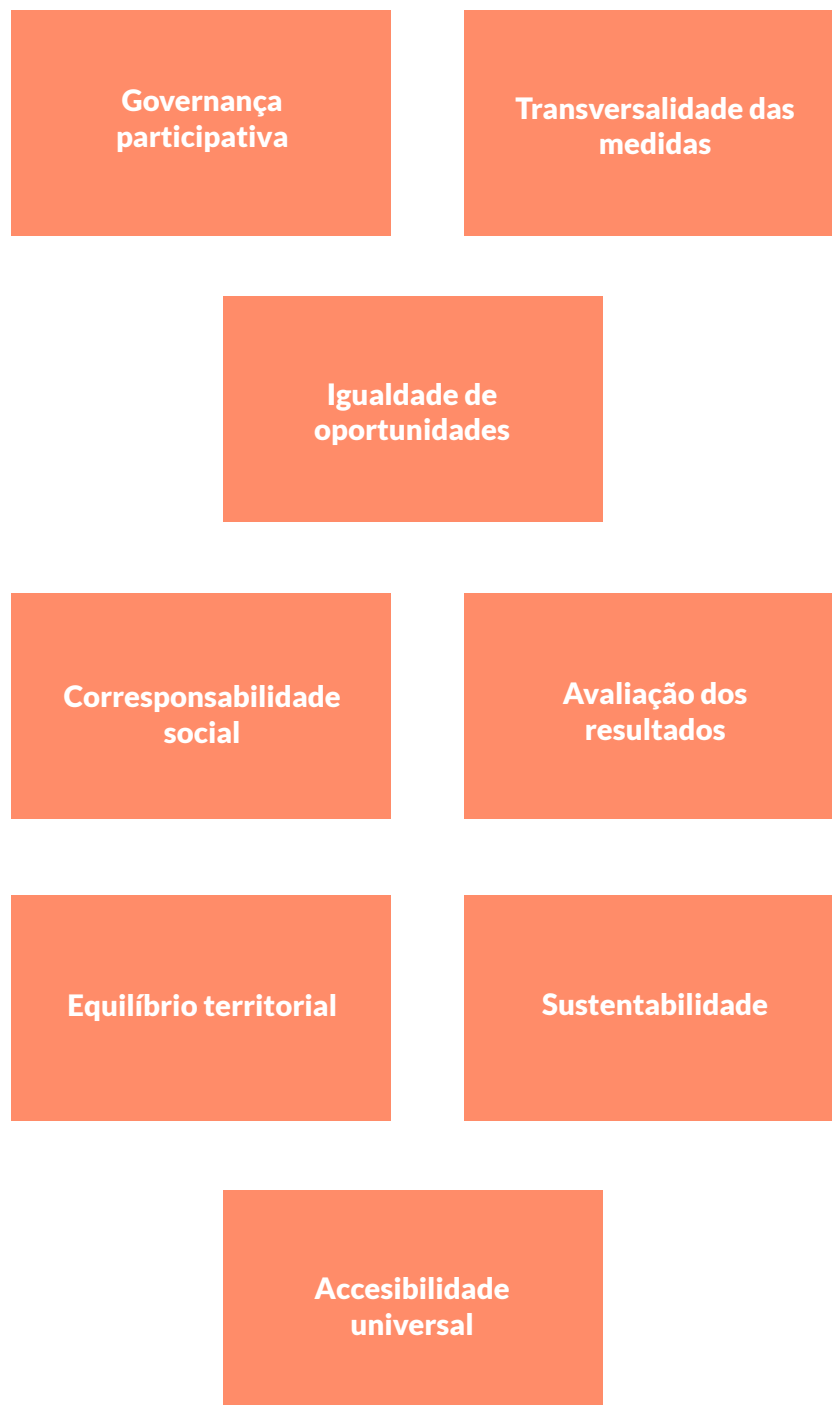 Governança
participativa
Transversalidade das
medidas
Igualdade de
oportunidades
Corresponsabilidade
social
Avaliação dos
resultados
Equilíbrio territorial
Sustentabilidade
Accesibilidade
universal